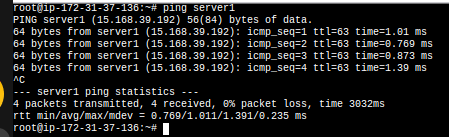 root@ip-172-31-37-136:~# ping server1
PING server1 (15.168.39.192) 56(84) bytes of data.
64 bytes from server1 (15.168.39.192): icmp_seq=1 ttl=63 time=1.01 ms
64 bytes from server1 (15.168.39.192): icmp_seq=2 ttl=63 time=0.769 ms
64 bytes from server1 (15.168.39.192): icmp_seq=3 ttl=63 time=0.873 ms
64 bytes from server1 (15.168.39.192): icmp_seq=4 ttl=63 time=1.39 ms
^C
--- server1 ping statistics ---
4 packets transmitted, 4 received, 0% packet loss, time 3032ms
rtt min/avg/max/mdev = 0.769/1.011/1.391/0.235 ms
root@ip-172-31-37-136:~#